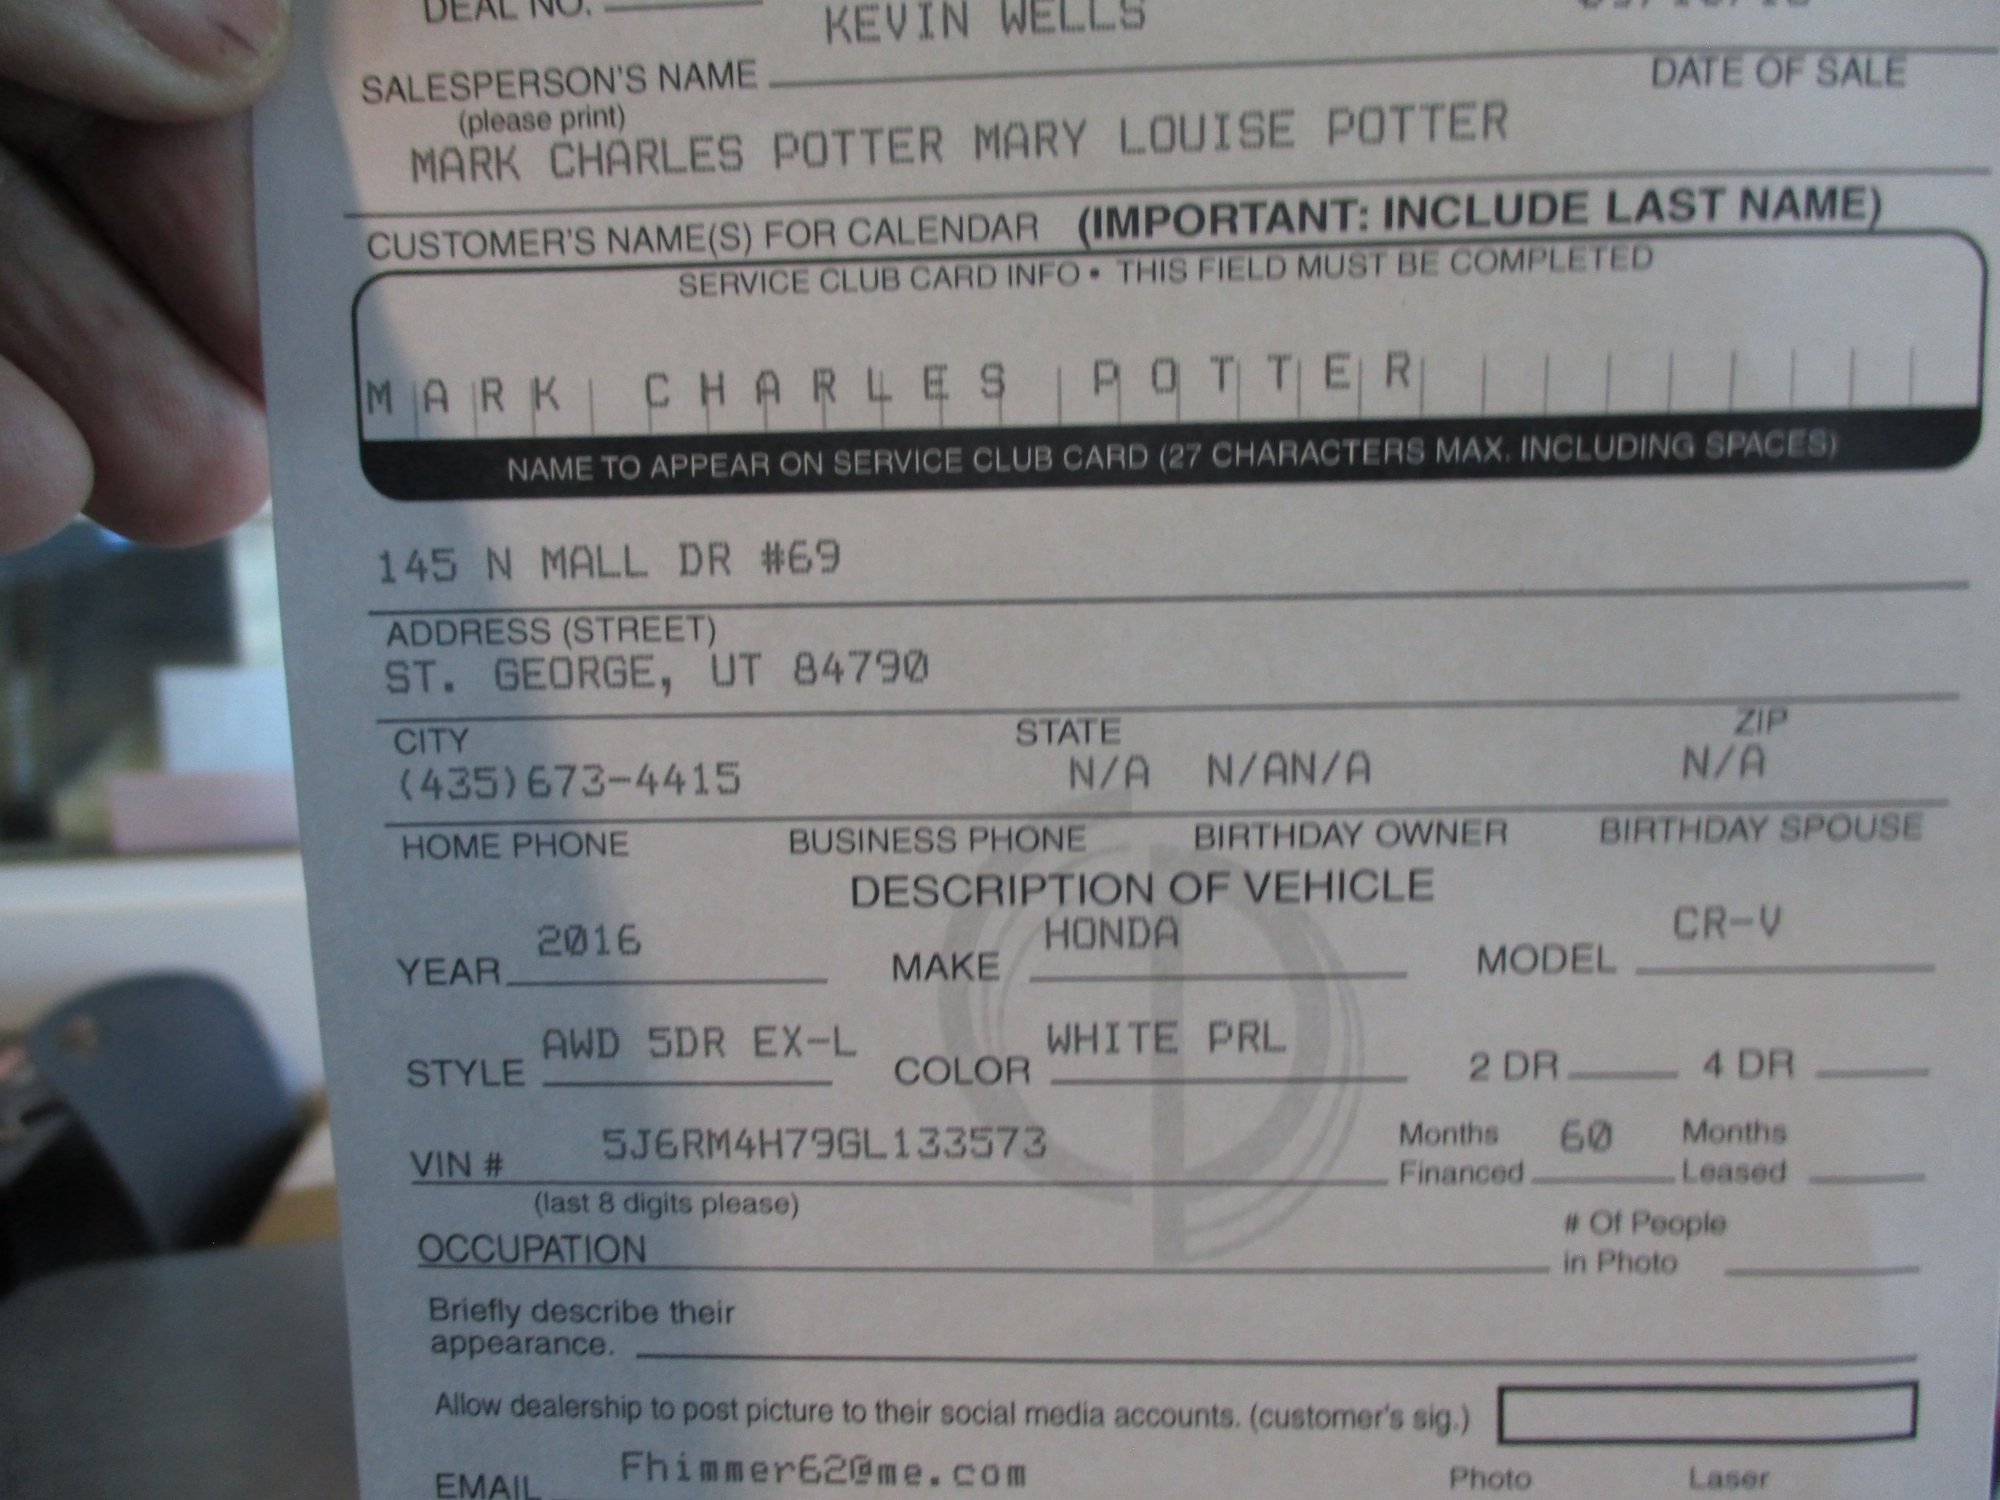 DEAL NO.
KEVIN WELLS
SALESPERSON'S NAME DATE OF SALE
(please print)
MARK CHARLES POTTER MARY LOUISE POTTER
CUSTOMER'S NAME(S) FOR CALENDAR (IMPORTANT: INCLUDE LAST NAME)
SERVICE CLUB CARD INFO • THIS FIELD MUST BE COMPLETED
MARK CHARLES POTTER
NAME TO APPEAR ON SERVICE CLUB CARD (27 CHARACTERS MAX. INCLUDING SPACES)
145 N MALL DR #69
ADDRESS (STREET)
ST. GEORGE, UT 84790
CITY STATE ZIP
(435)673-4415 N/A N/AN/A N/A
HOME PHONE BUSINESS PHONE BIRTHDAY OWNER BIRTHDAY SPOUSE
DESCRIPTION OF VEHICLE
YEAR 2016 MAKE HONDA MODEL CR-V
STYLE AWD 5DR EX-L COLOR WHITE PRL 2 DR 4 DR
VIN # 5J6RM4H79GL133573 Months Financed 60 Months Leased
(last 8 digits please)
OCCUPATION # Of People in Photo
Briefly describe their
appearance.
Allow dealership to post picture to their social media accounts. (customer's sig.)
EMAIL Fhimmer62@me.com Photo Laser